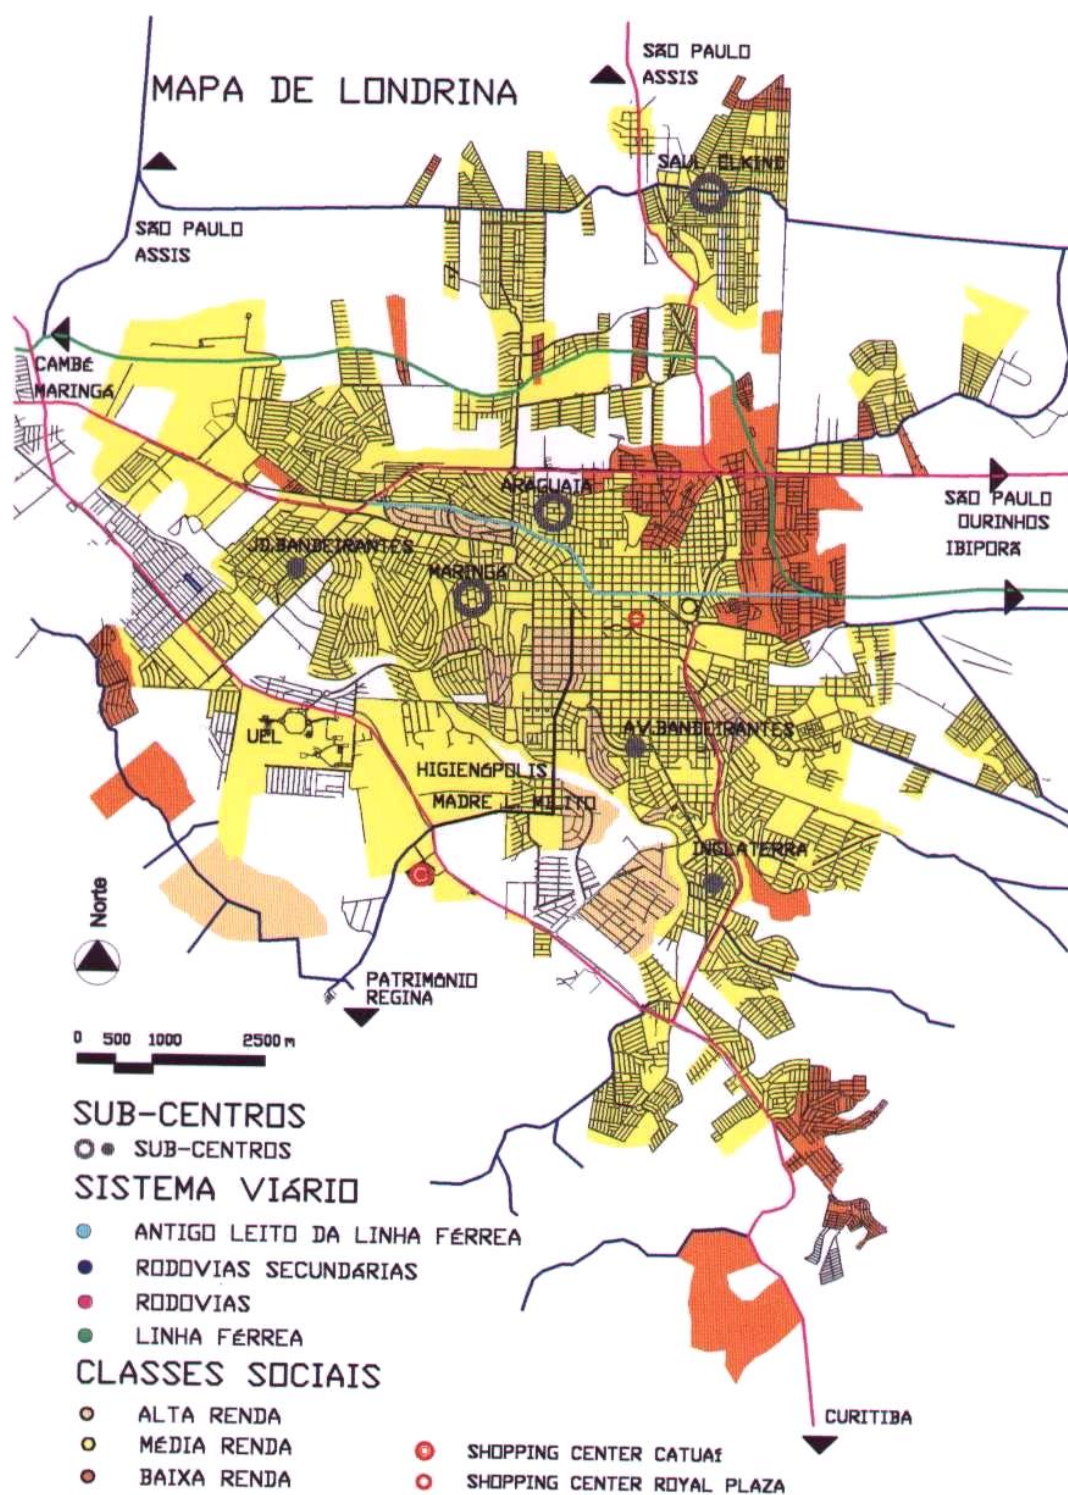 SÃO PAULO
ASSIS
MAPA DE LONDRINA
SAUL ELKIND
SÃO PAULO
ASSIS
CAMBÉ
MARINGÁ
ARAGUAIA
SÃO PAULO
OURINHOS
IBIPORÃ
JD.BANDEIRANTES
MARINGÁ
AV.BANDEIRANTES
UEL
HIGIENÓPOLIS
MADRE L. MILITO
INGLATERRA
Norte
PATRIMÔNIO
REGINA
0 500 1000 2500 m
SUB-CENTROS
SUB-CENTROS
SISTEMA VIÁRIO
ANTIGO LEITO DA LINHA FÉRREA
RODOVIAS SECUNDÁRIAS
RODOVIAS
LINHA FÉRREA
CLASSES SOCIAIS
ALTA RENDA
MÉDIA RENDA
BAIXA RENDA
CURITIBA
SHOPPING CENTER CATUAÍ
SHOPPING CENTER ROYAL PLAZA